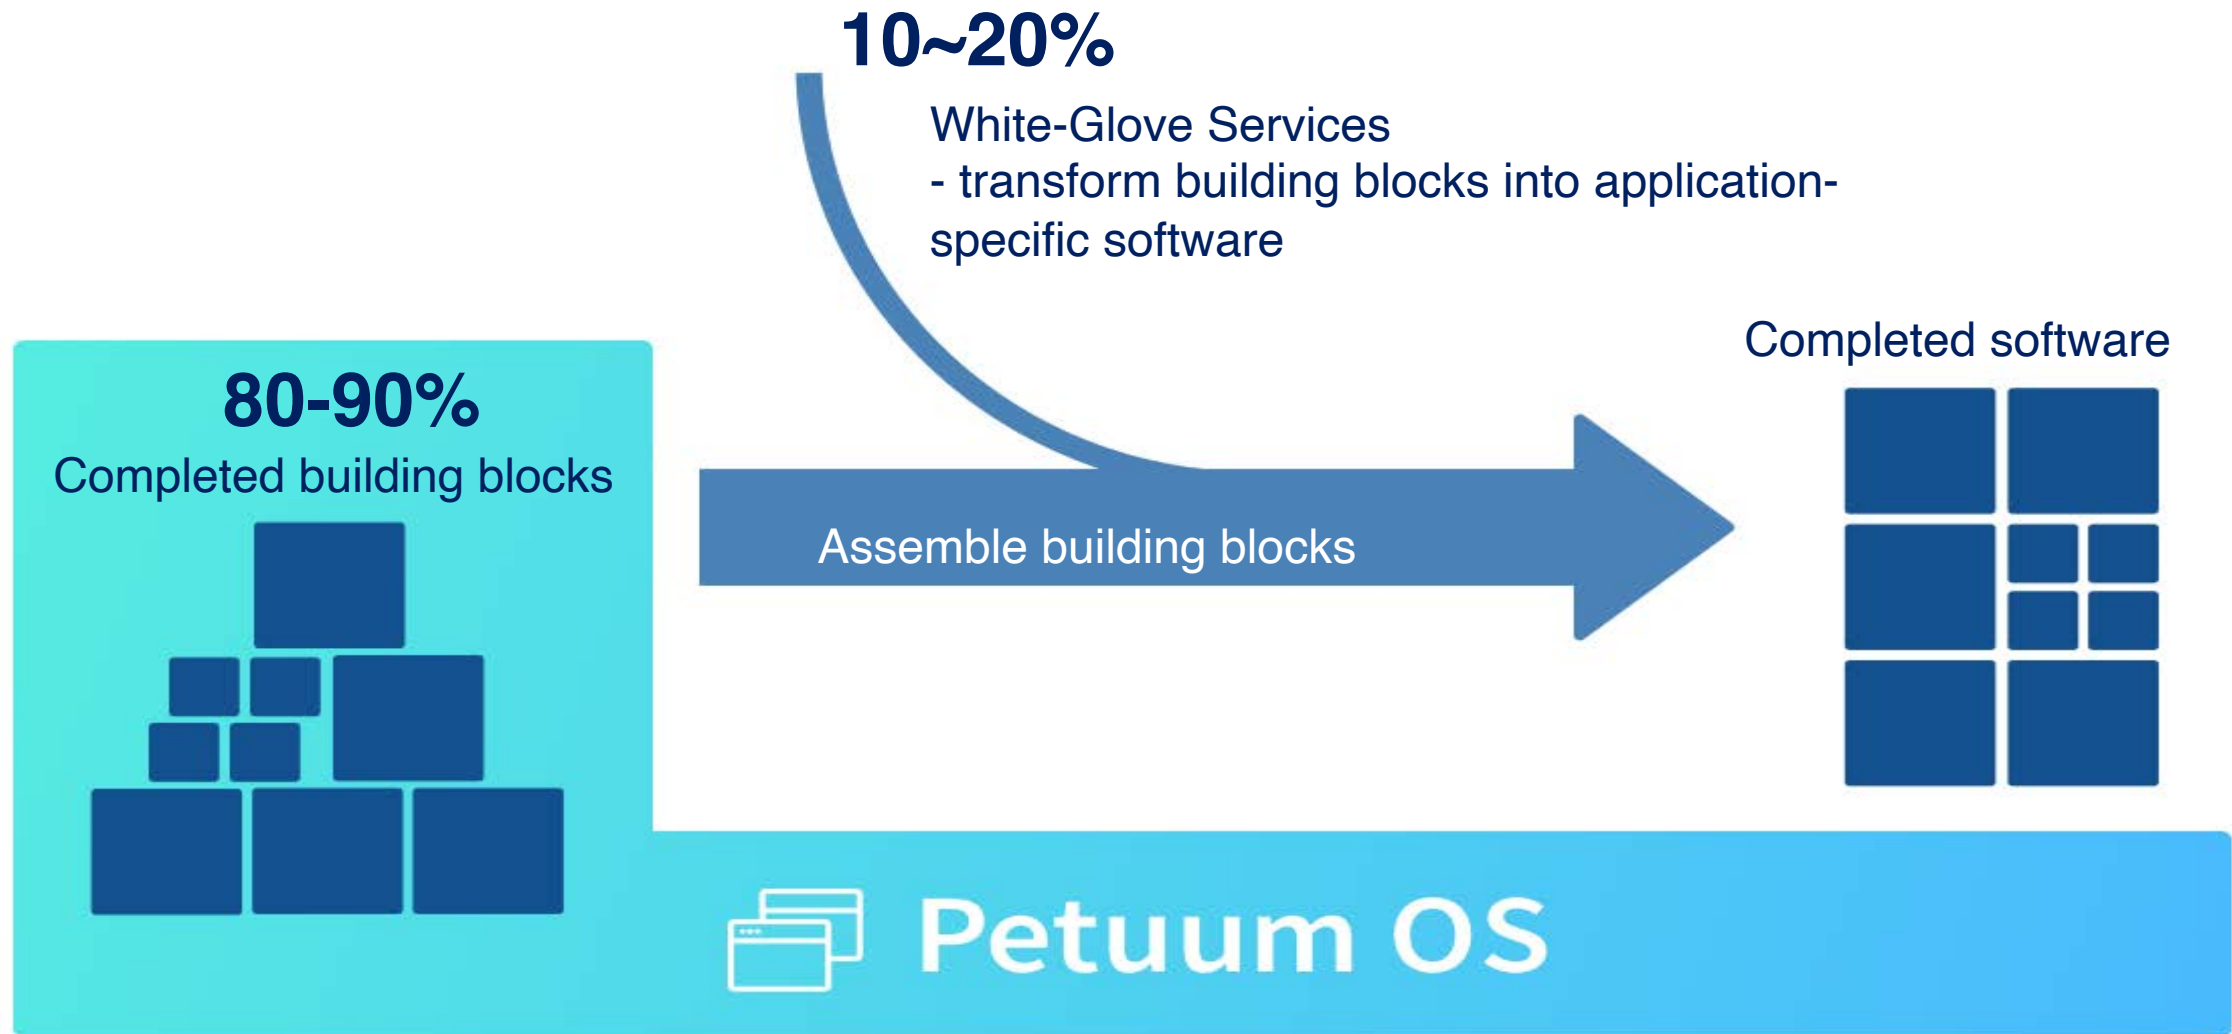 10~20%
White-Glove Services
- transform building blocks into application-
specific software
Completed software
80-90%
Completed building blocks
Assemble building blocks
Petuum OS